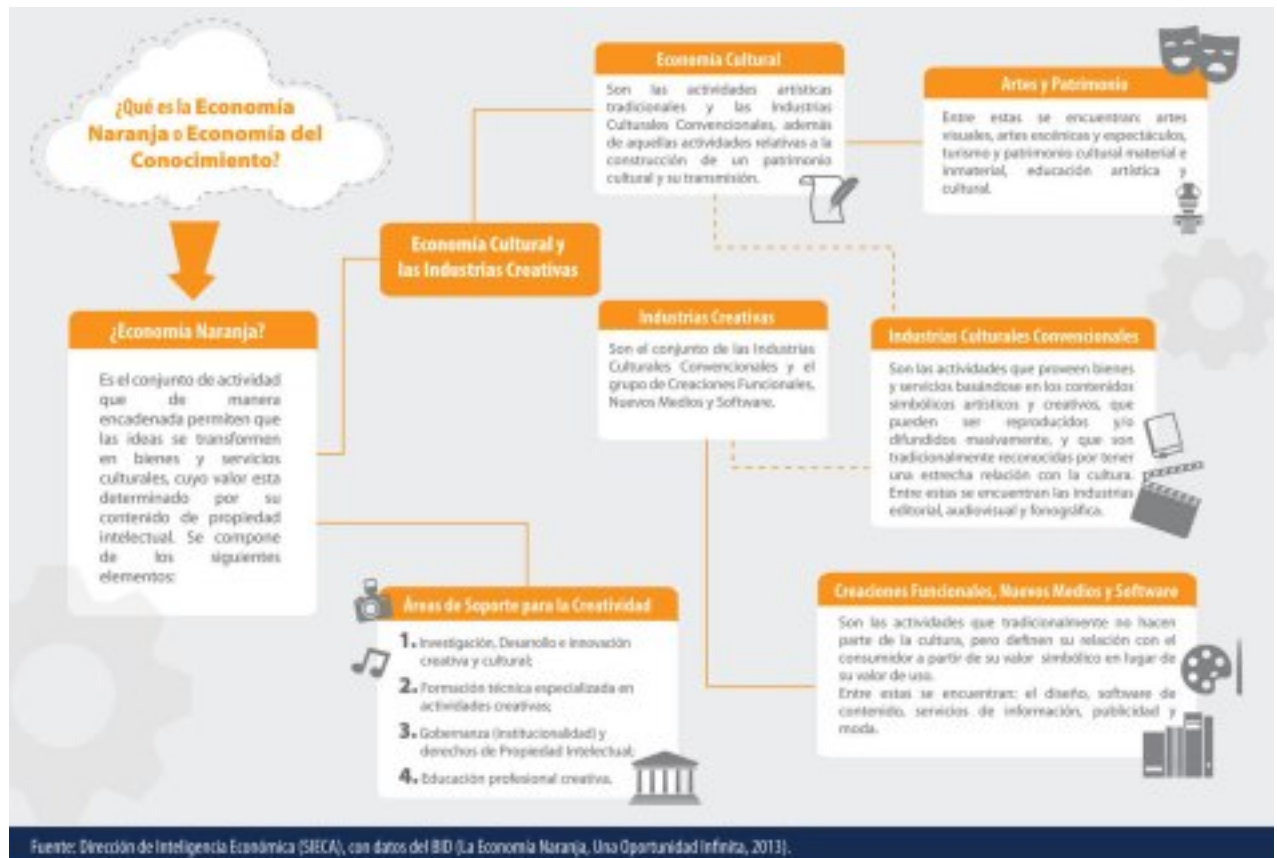 ¿Qué es la Economía
Naranja o Economía del
Conocimiento?
¿Economía Naranja?
Es el conjunto de actividad
que de manera
encadenada permiten que
las ideas se transformen
en bienes y servicios
culturales, cuyo valor esta
determinado por su
contenido de propiedad
intelectual. Se compone
de los siguientes
elementos:
Economía Cultural y
las Industrias Creativas
Economía Cultural
Son las actividades artísticas
tradicionales y las Industrias
Culturales Convencionales, además
de aquellas actividades relativas a la
construcción de un patrimonio
cultural y su transmisión.
Artes y Patrimonio
Entre estas se encuentran: artes
visuales, artes escénicas y espectáculos,
turismo y patrimonio cultural material e
inmaterial, educación artística y
cultural.
Industrias Creativas
Son el conjunto de las Industrias
Culturales Convencionales y el
grupo de Creaciones Funcionales,
Nuevos Medios y Software.
Industrias Culturales Convencionales
Son las actividades que proveen bienes
y servicios basándose en los contenidos
simbólicos artísticos y creativos, que
pueden ser reproducidos y/o
difundidos masivamente, y que son
tradicionalmente reconocidas por tener
una estrecha relación con la cultura.
Entre estas se encuentran las industrias
editorial, audiovisual y fonográfica.
Áreas de Soporte para la Creatividad
1. Investigación, Desarrollo e innovación
creativa y cultural;
2. Formación técnica especializada en
actividades creativas;
3. Gobernanza (institucionalidad) y
derechos de Propiedad Intelectual;
4. Educación profesional creativa.
Creaciones Funcionales, Nuevos Medios y Software
Son las actividades que tradicionalmente no hacen
parte de la cultura, pero definen su relación con el
consumidor a partir de su valor simbólico en lugar de
su valor de uso.
Entre estas se encuentran: el diseño, software de
contenido, servicios de información, publicidad y
moda.
Fuente: Dirección de Inteligencia Económica (SIECA), con datos del BID (La Economía Naranja, Una Oportunidad Infinita, 2013).